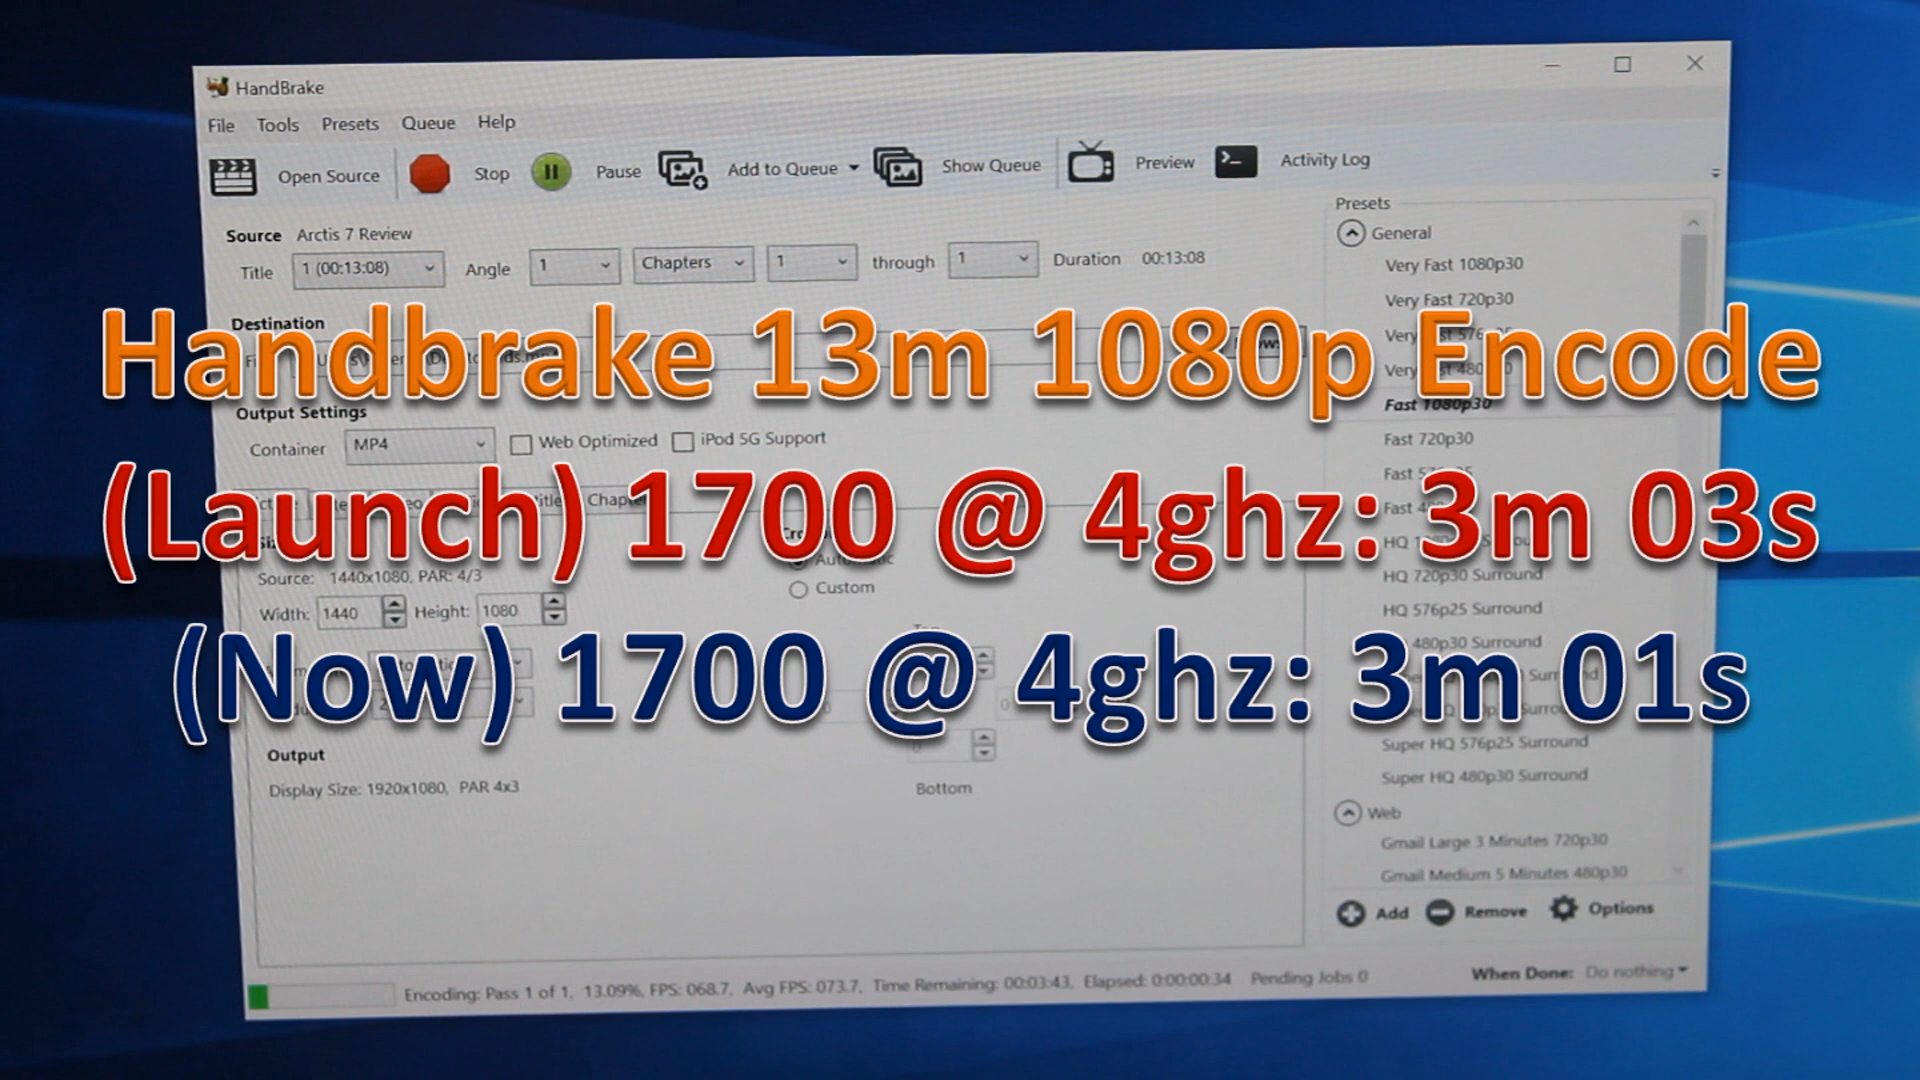 HandBrake
File Tools Presets Queue Help
Open Source Stop Pause Add to Queue Show Queue Preview Activity Log
Source Arctis 7 Review
Title 1 (00:13:08) Angle 1 Chapters 1 through 1 Duration 00:13:08
Destination
Handbrake 13m 1080p Encode
Output Settings
Container MP4 Web Optimized iPod 5G Support
(Launch) 1700 @ 4ghz: 3m 03s
Source: 1440x1080, PAR: 4/3
Custom
Width: 1440 Height: 1080
(Now) 1700 @ 4ghz: 3m 01s
Output
Display Size: 1920x1080, PAR 4x3
Bottom
Presets
General
Very Fast 1080p30
Very Fast 720p30
Very
Very
Fast 1080p30
Fast 720p30
Fast
Fast
HQ
HQ 720p30 Surround
HQ 576p25 Surround
480p30 Surround
Super HQ 576p25 Surround
Super HQ 480p30 Surround
Web
Gmail Large 3 Minutes 720p30
Gmail Medium 5 Minutes 480p30
Add Remove Options
Encoding: Pass 1 of 1, 13.09%, FPS: 068.7, Avg FPS: 073.7, Time Remaining: 00:03:43, Elapsed: 0:00:00:34 Pending Jobs 0
When Done: Do nothing